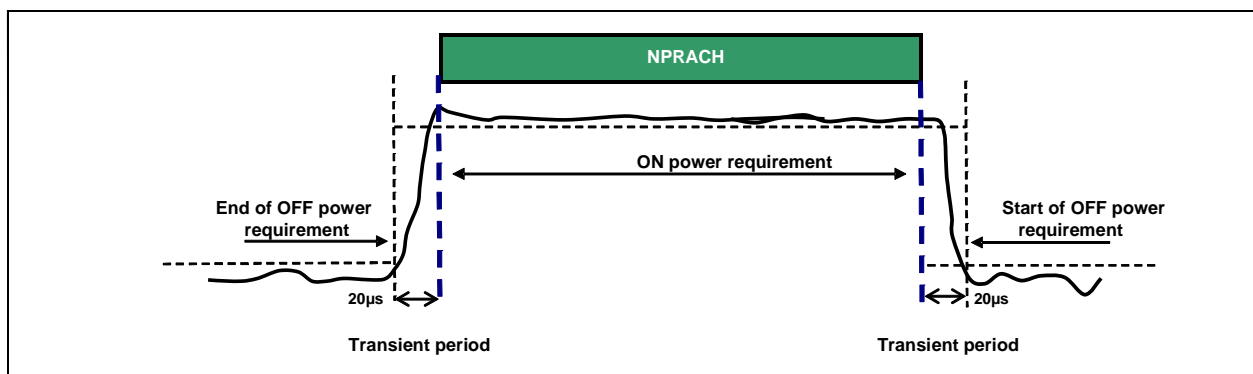 NPRACH
ON power requirement
End of OFF power
requirement
Start of OFF power
requirement
20µs
20µs
Transient period
Transient period